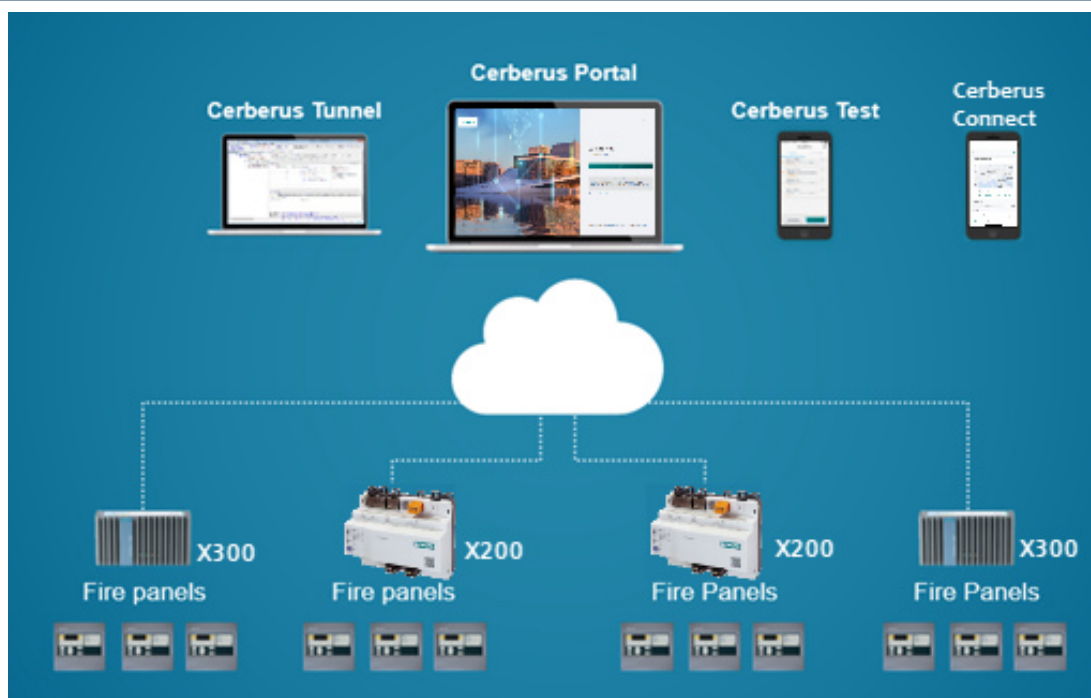 Cerberus Portal
Cerberus Tunnel
Cerberus Test
Cerberus
Connect
X300
X200
X200
X300
Fire panels
Fire panels
Fire Panels
Fire Panels